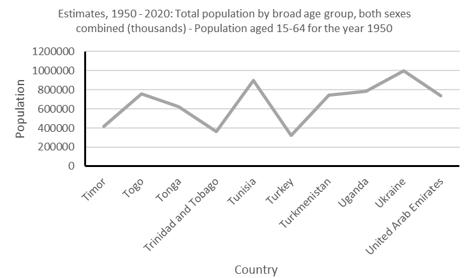 Estimates, 1950 - 2020: Total population by broad age group, both sexes
combined (thousands) - Population aged 15-64 for the year 1950
1200000
1000000
800000
600000
400000
200000
0
Population
Timor
Togo
Tonga
Trinidad and Tobago
Tunisia
Turkey
Turkmenistan
Uganda
Ukraine
United Arab Emirates
Country